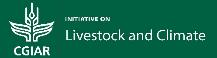 INITIATIVE ON
Livestock and Climate
CGIAR